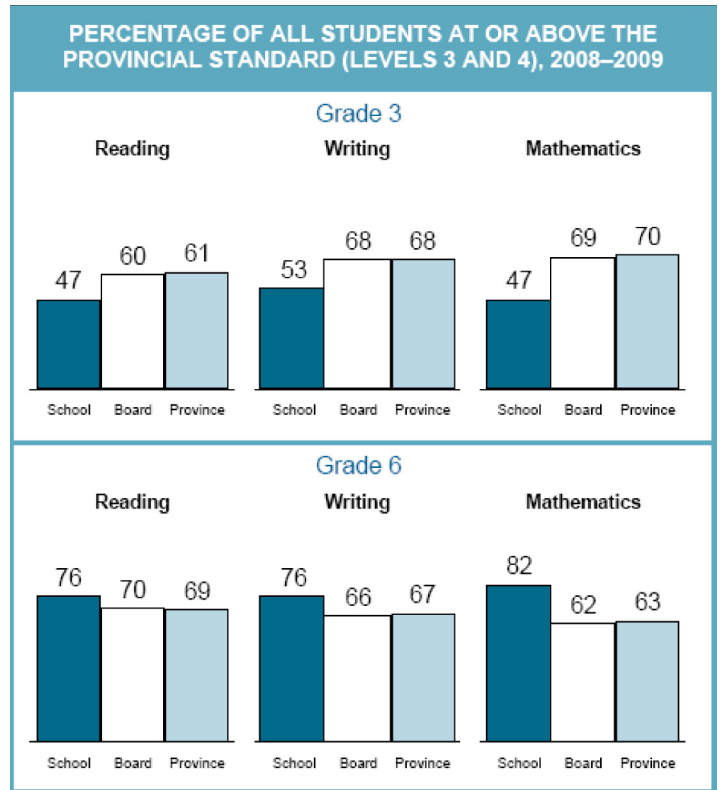 PERCENTAGE OF ALL STUDENTS AT OR ABOVE THE
PROVINCIAL STANDARD (LEVELS 3 AND 4), 2008–2009
Grade 3
Reading Writing Mathematics
47 60 61 53 68 68 47 69 70
School Board Province School Board Province School Board Province
Grade 6
Reading Writing Mathematics
76 70 69 76 66 67 82 62 63
School Board Province School Board Province School Board Province